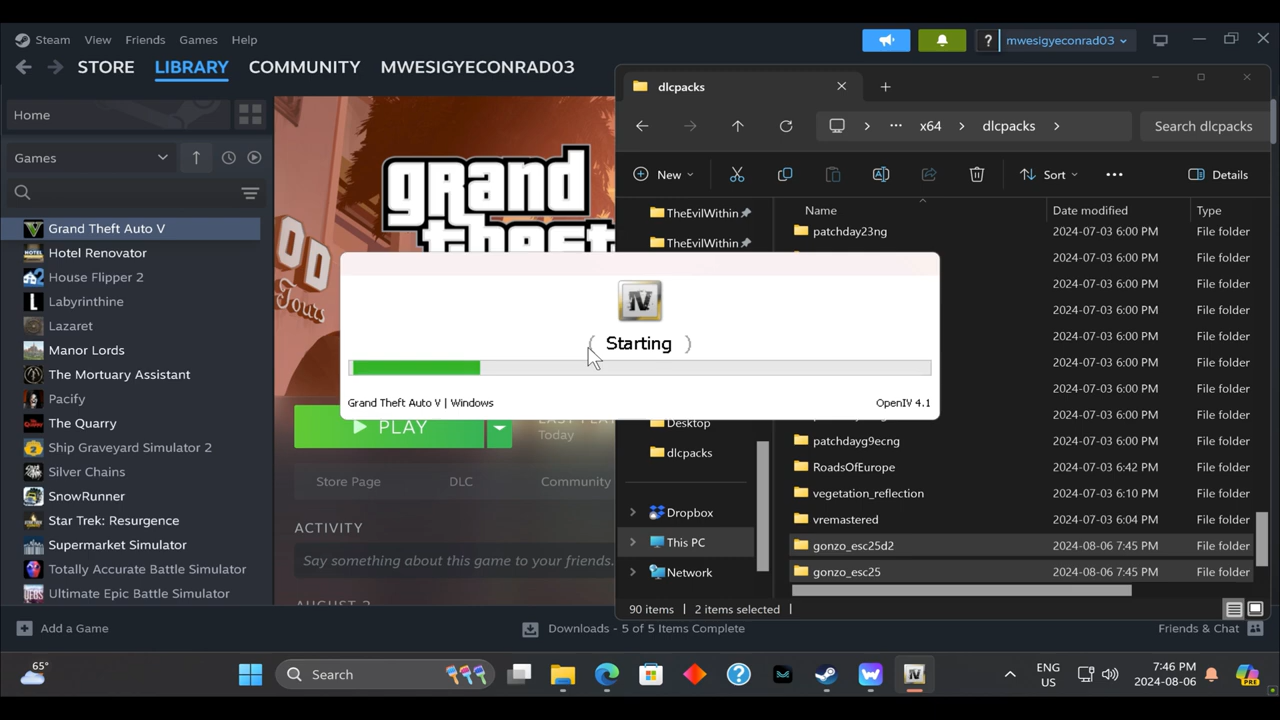 Steam View Friends Games Help
mwesigyeconrad03
STORE LIBRARY COMMUNITY MWESIGYECONRAD03
Home
Games
Grand Theft Auto V
Hotel Renovator
House Flipper 2
Labyrinthine
Lazaret
Manor Lords
The Mortuary Assistant
Pacify
The Quarry
Ship Graveyard Simulator 2
Silver Chains
SnowRunner
Star Trek: Resurgence
Supermarket Simulator
Totally Accurate Battle Simulator
Ultimate Epic Battle Simulator
Add a Game
grand
theft
OD
Tours
PLAY
Today
Store Page DLC Community
ACTIVITY
Say something about this game to your friends.
Downloads - 5 of 5 Items Complete
Friends & Chat
dlcpacks
x64 dlcpacks
Search dlcpacks
New Sort Details
Name Date modified Type
TheEvilWithin
TheEvilWithin
Desktop
dlcpacks
Dropbox
This PC
Network
patchday23ng 2024-07-03 6:00 PM File folder
2024-07-03 6:00 PM File folder
2024-07-03 6:00 PM File folder
2024-07-03 6:00 PM File folder
2024-07-03 6:00 PM File folder
2024-07-03 6:00 PM File folder
2024-07-03 6:00 PM File folder
2024-07-03 6:00 PM File folder
patchdayg9ecng 2024-07-03 6:00 PM File folder
RoadsOfEurope 2024-07-03 6:42 PM File folder
vegetation_reflection 2024-07-03 6:10 PM File folder
vremastered 2024-07-03 6:04 PM File folder
gonzo_esc25d2 2024-08-06 7:45 PM File folder
gonzo_esc25 2024-08-06 7:45 PM File folder
90 items 2 items selected
IV
( Starting )
Grand Theft Auto V | Windows
OpenIV 4.1
65°
Search
ENG
US
7:46 PM
2024-08-06
PRE